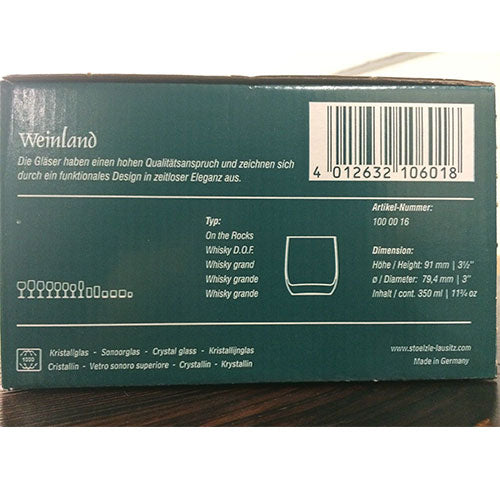 Weinland
Die Gläser haben einen hohen Qualitätsanspruch und zeichnen sich
durch ein funktionales Design in zeitloser Eleganz aus.
4 012632 106018
Artikel-Nummer:
100 00 16
Typ:
On the Rocks
Whisky D.O.F.
Whisky grand
Whisky grande
Whisky grande
Dimension:
Höhe / Height: 91 mm | 3½"
ø / Diameter: 79,4 mm | 3"
Inhalt / cont. 350 ml | 11¾ oz
1000
Kristallglas - Sonoorglas - Crystal glass - Kristallijnglas
Cristallin - Vetro sonoro superiore - Crystallin - Krystallin
www.stoelzle-lausitz.com
Made in Germany